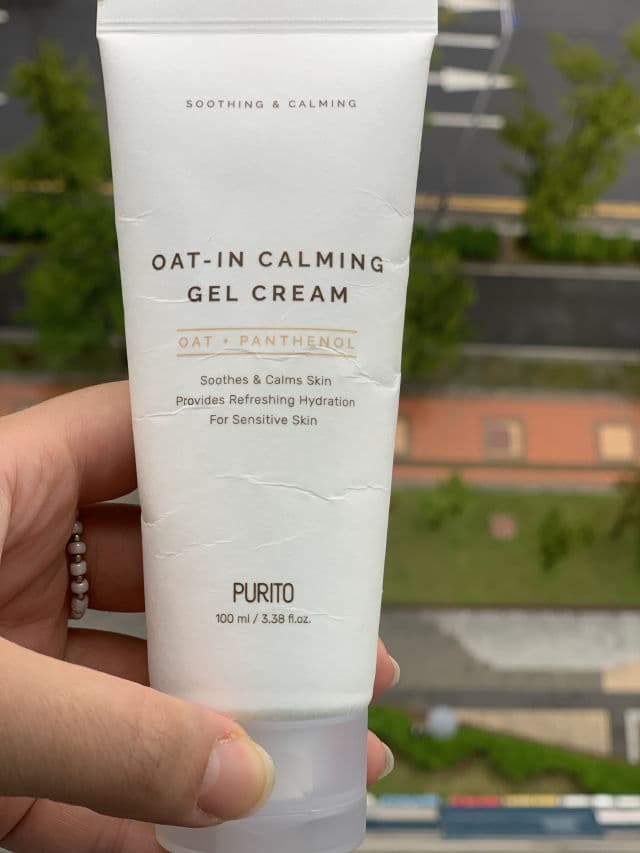 SOOTHING & CALMING
OAT-IN CALMING
GEL CREAM
OAT + PANTHENOL
Soothes & Calms Skin
Provides Refreshing Hydration
For Sensitive Skin
PURITO
100 ml / 3.38 fl.oz.